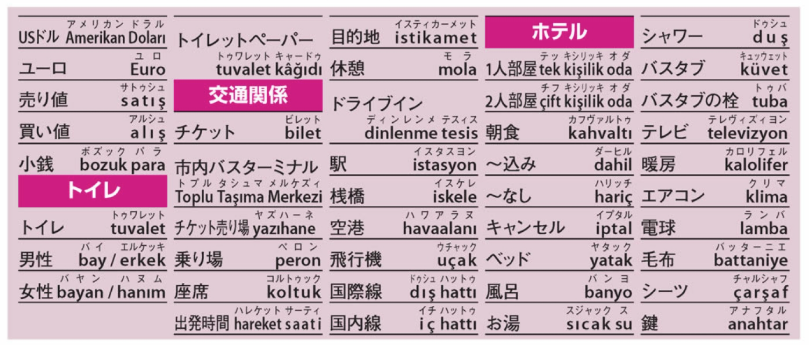 アメリカン ドラル
USドル Amerikan Doları
ユーロ
ユーロ Euro
サトゥシュ
売り値 satış
アルシュ
買い値 alış
ボズック パラ
小銭 bozuk para
トイレ
トゥワレット
トイレ tuvalet
バイ エルケッキ
男性 bay / erkek
バヤン ハヌム
女性 bayan / hanım
トイレットペーパー
トゥワレット キャードゥ
tuvalet kâğıdı
交通関係
ビレット
チケット bilet
市内バスターミナル
トプル タシュマ メルケズィ
Toplu Taşıma Merkezi
ヤズハーネ
チケット売り場 yazıhane
ペロン
乗り場 peron
コルトゥック
座席 koltuk
ハレケット サーティ
出発時間 hareket saati
イスティカーメット
目的地 istikamet
モラ
休憩 mola
ドライブイン
ディンレンメ テスィス
dinlenme tesis
イスタスヨン
駅 istasyon
イスケレ
桟橋 iskele
ハワアラヌ
空港 havaalanı
ウチャック
飛行機 uçak
ドゥシュ ハットゥ
国際線 dış hattı
イチ ハットゥ
国内線 iç hattı
ホテル
テッ キシリッキ オダ
1人部屋 tek kişilik oda
チフ キシリッキ オダ
2人部屋 çift kişilik oda
カフヴァルトゥ
朝食 kahvaltı
ダーヒル
～込み dahil
ハリッチ
～なし hariç
イプタル
キャンセル iptal
ヤタック
ベッド yatak
バンヨ
風呂 banyo
スジャック ス
お湯 sıcak su
ドゥシュ
シャワー duş
キュッウェット
バスタブ küvet
トゥバ
バスタブの栓 tuba
テレヴィズィヨン
テレビ televizyon
カロリフェル
暖房 kalolifer
クリマ
エアコン klima
ランバ
電球 lamba
バッターニエ
毛布 battaniye
チャルシャフ
シーツ çarşaf
アナフタル
鍵 anahtar